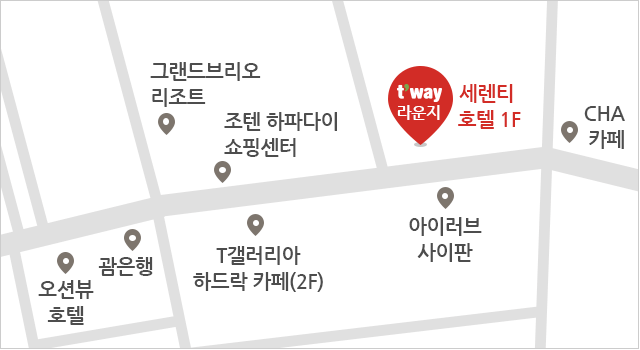 그랜드브리오
리조트
조텐 하파다이
쇼핑센터
t'way
라운지
세렌티
호텔 1F
CHA
카페
아이러브
사이판
T갤러리아
하드락 카페(2F)
괌은행
오션뷰
호텔